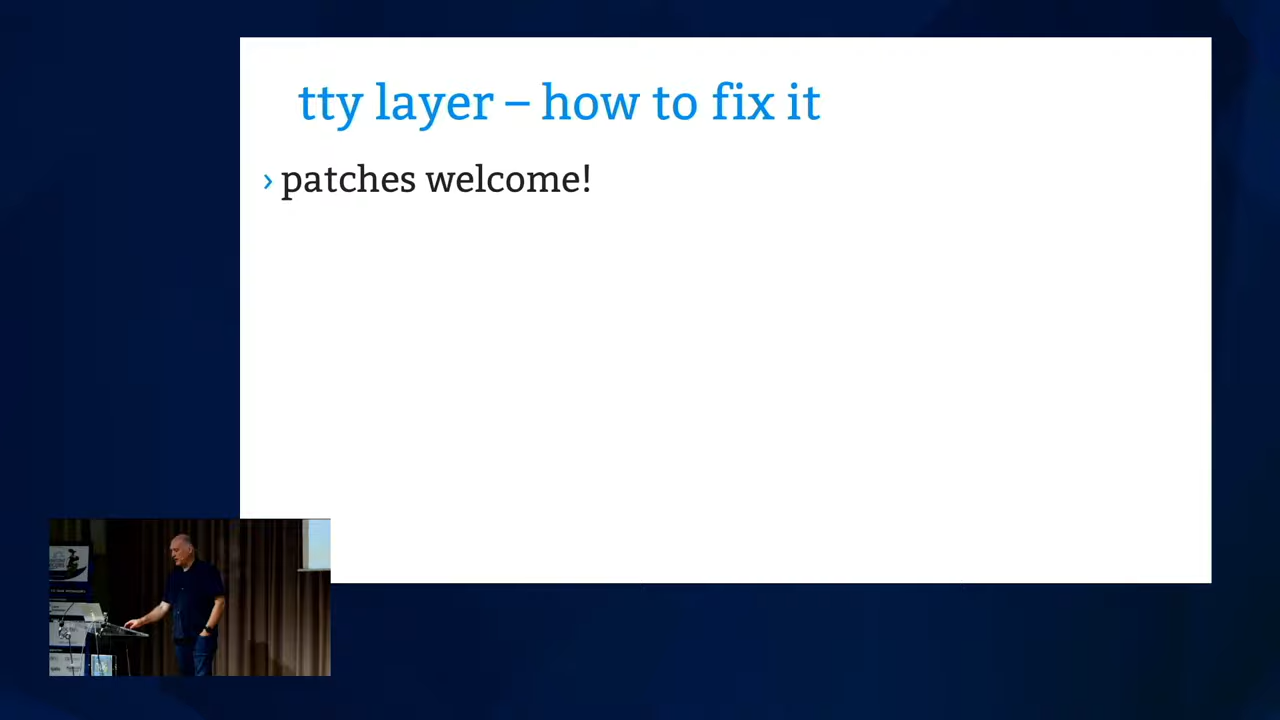 tty layer – how to fix it
› patches welcome!